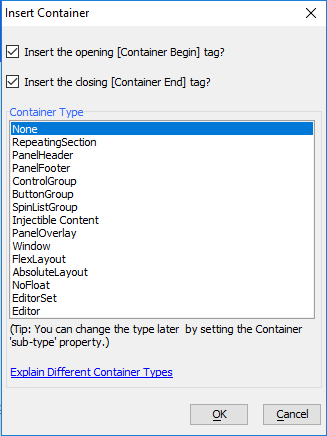 Insert Container
Insert the opening [Container Begin] tag?
Insert the closing [Container End] tag?
Container Type
None
RepeatingSection
PanelHeader
PanelFooter
ControlGroup
ButtonGroup
SpinListGroup
Injectible Content
PanelOverlay
Window
FlexLayout
AbsoluteLayout
NoFloat
EditorSet
Editor
(Tip: You can change the type later by setting the Container
'sub-type' property.)
Explain Different Container Types
OK Cancel